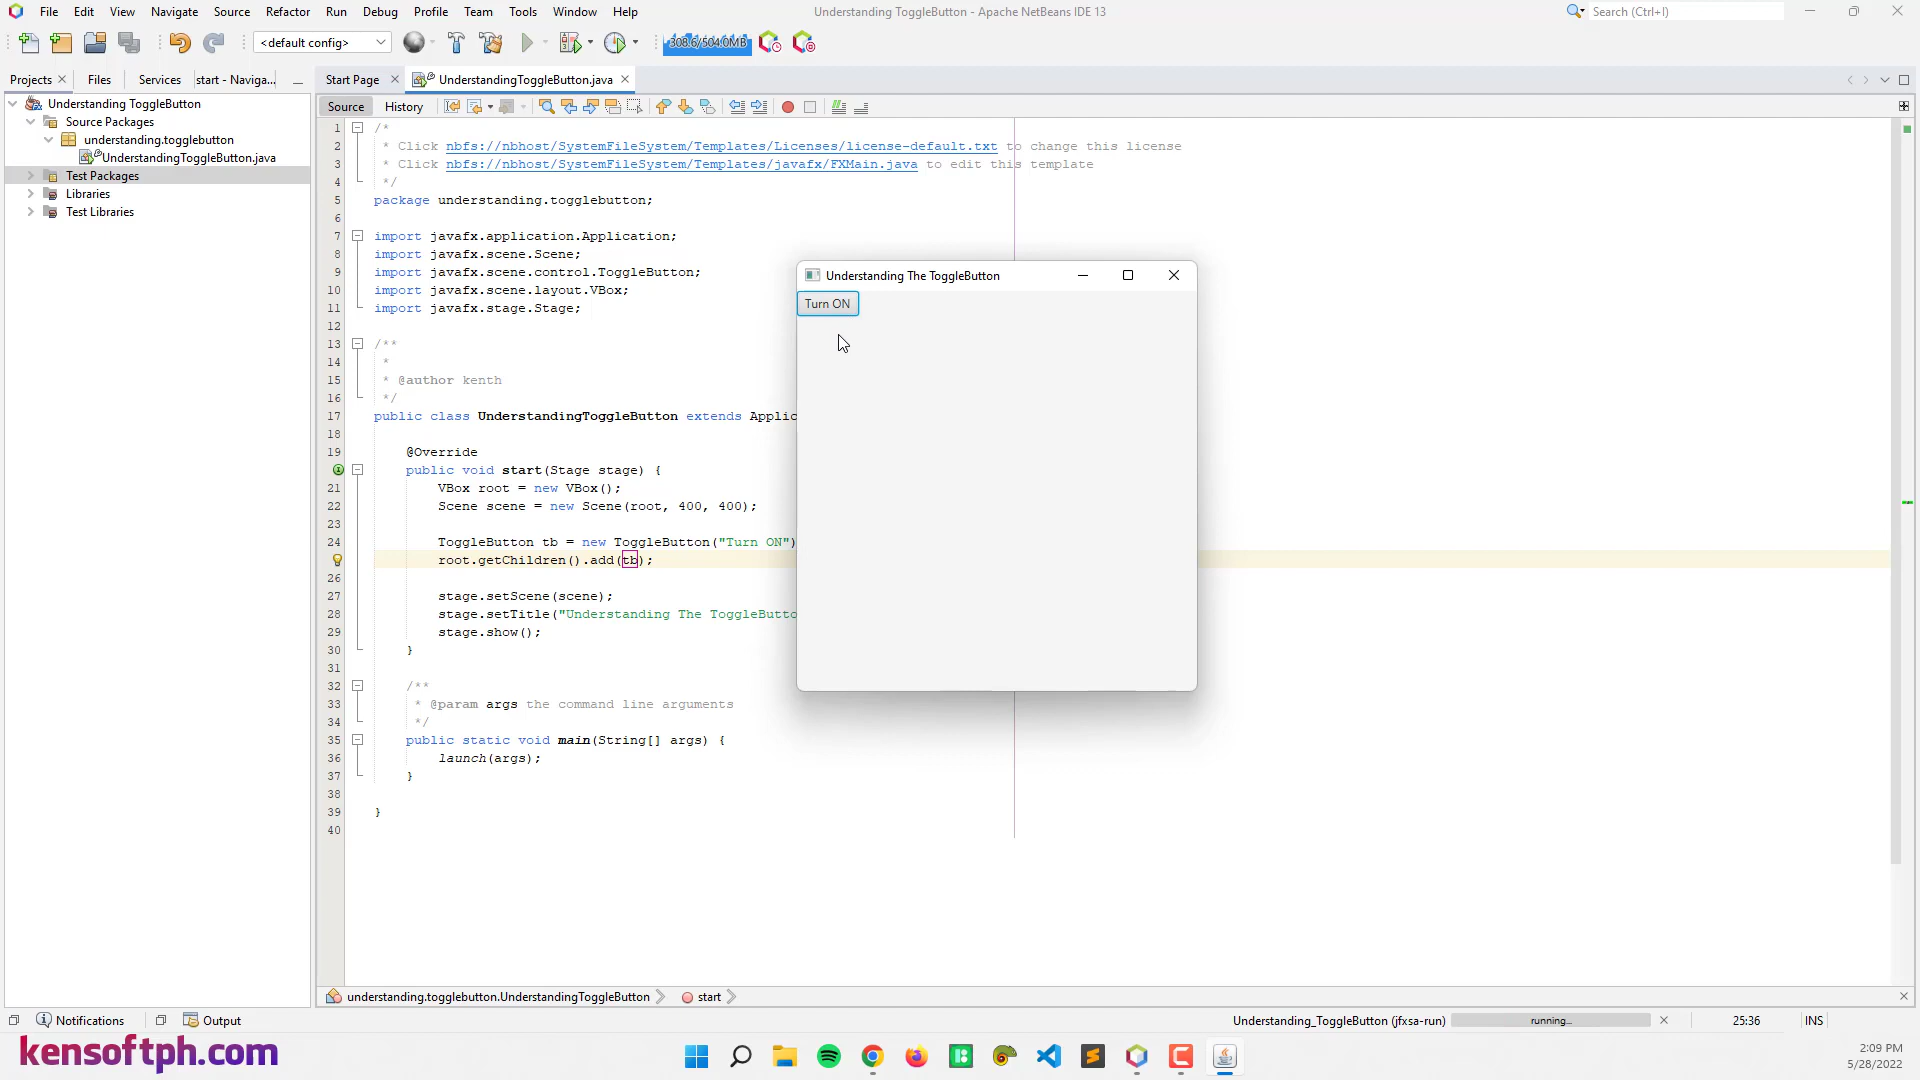 File Edit View Navigate Source Refactor Run Debug Profile Team Tools Window Help
Understanding ToggleButton - Apache NetBeans IDE 13
Search (Ctrl+I)
<default config>
308.6/504.0MB
Projects Files Services start - Naviga...
Start Page UnderstandingToggleButton.java
Understanding ToggleButton
Source Packages
understanding.togglebutton
UnderstandingToggleButton.java
Test Packages
Libraries
Test Libraries
Source History
1 /*
2 * Click nbfs://nbhost/SystemFileSystem/Templates/Licenses/license-default.txt to change this license
3 * Click nbfs://nbhost/SystemFileSystem/Templates/javafx/FXMain.java to edit this template
4 */
5 package understanding.togglebutton;
6
7 import javafx.application.Application;
8 import javafx.scene.Scene;
9 import javafx.scene.control.ToggleButton;
10 import javafx.scene.layout.VBox;
11 import javafx.stage.Stage;
12
13 /**
14 *
15 * @author kenth
16 */
17 public class UnderstandingToggleButton extends Applic
18
19 @Override
public void start(Stage stage) {
21 VBox root = new VBox();
22 Scene scene = new Scene(root, 400, 400);
23
24 ToggleButton tb = new ToggleButton("Turn ON")
root.getChildren().add(tb);
26
27 stage.setScene(scene);
28 stage.setTitle("Understanding The ToggleButto
29 stage.show();
30 }
31
32 /**
33 * @param args the command line arguments
34 */
35 public static void main(String[] args) {
36 launch(args);
37 }
38
39 }
40
Understanding The ToggleButton
Turn ON
understanding.togglebutton.UnderstandingToggleButton start
Notifications Output
Understanding_ToggleButton (jfxsa-run) running... 25:36 INS
kensoftph.com
2:09 PM
5/28/2022